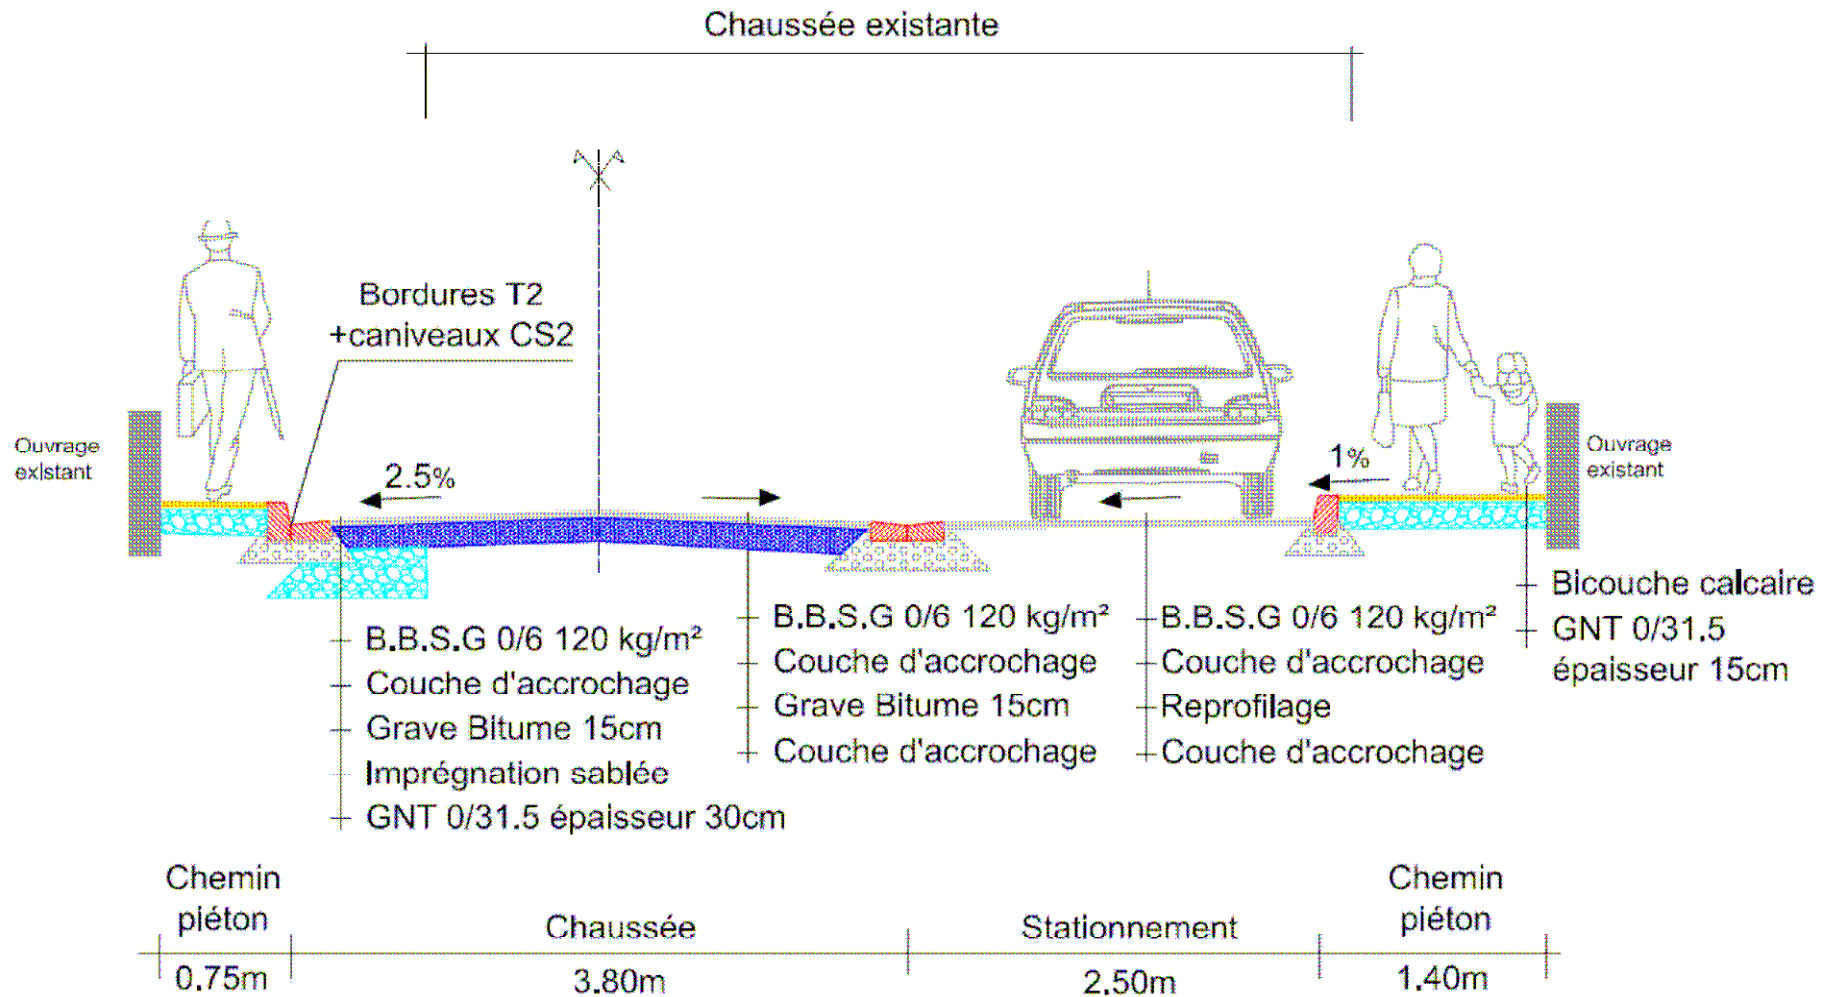 Chaussée existante
Bordures T2
+caniveaux CS2
Ouvrage
existant
2.5%
1%
Ouvrage
existant
B.B.S.G 0/6 120 kg/m²
Couche d'accrochage
Grave Bitume 15cm
Imprégnation sablée
GNT 0/31.5 épaisseur 30cm
B.B.S.G 0/6 120 kg/m²
Couche d'accrochage
Grave Bitume 15cm
Couche d'accrochage
B.B.S.G 0/6 120 kg/m²
Couche d'accrochage
Reprofilage
Couche d'accrochage
Bicouche calcaire
GNT 0/31.5
épaisseur 15cm
Chemin
piéton
Chaussée
Stationnement
Chemin
piéton
0.75m
3.80m
2.50m
1.40m